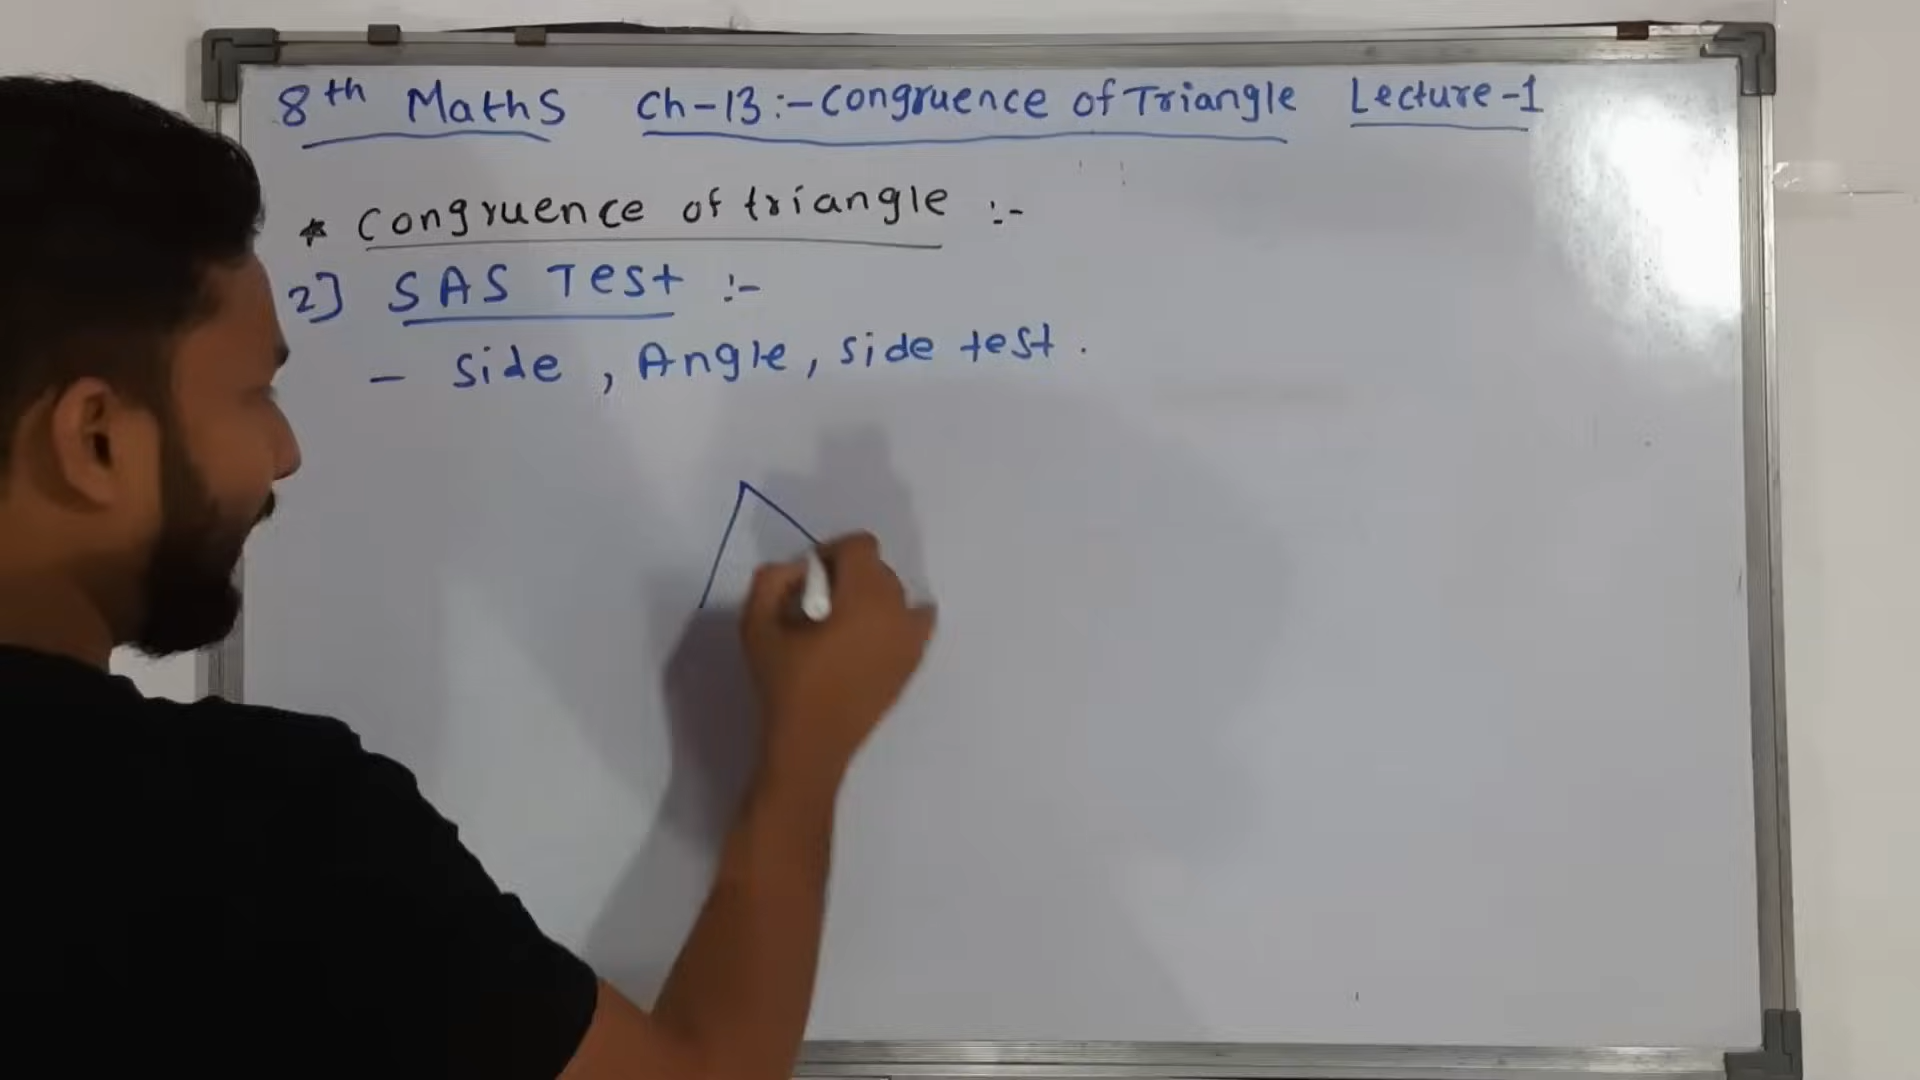 8th Maths Ch-13:- Congruence of Triangle Lecture-1
* Congruence of triangle :-
2] SAS Test :-
- Side, Angle, side test.